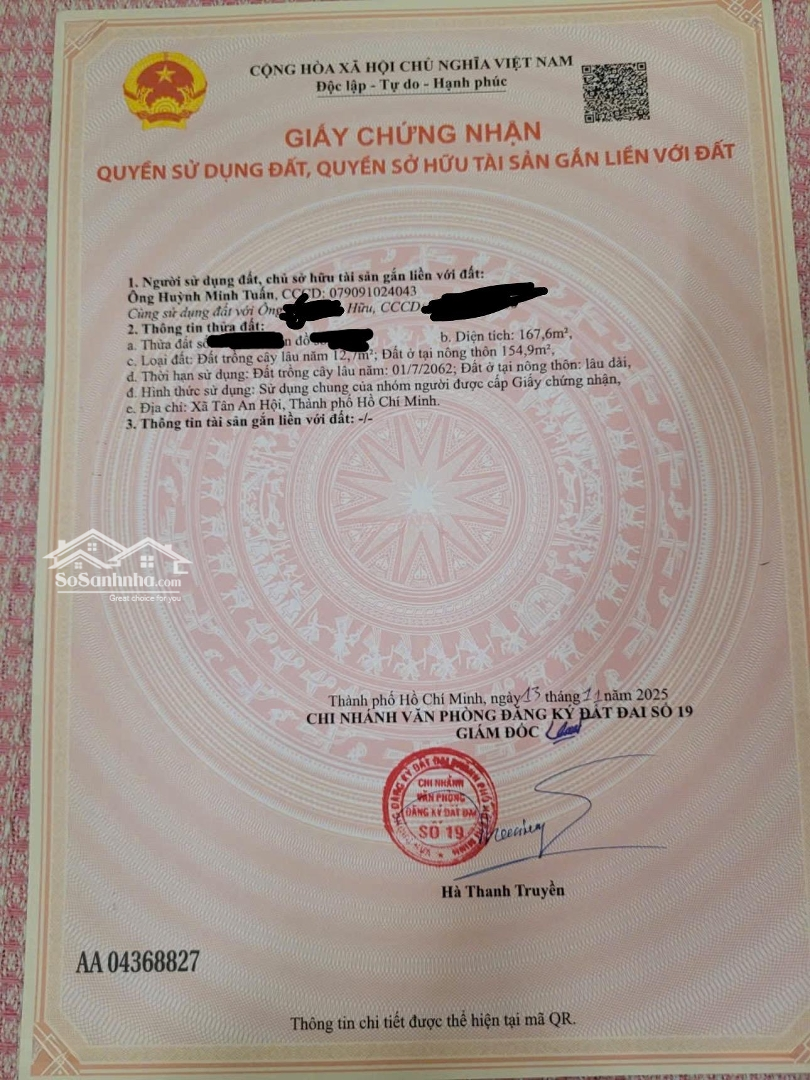 CỘNG HÒA XÃ HỘI CHỦ NGHĨA VIỆT NAM
Độc lập - Tự do - Hạnh phúc
GIẤY CHỨNG NHẬN
QUYỀN SỬ DỤNG ĐẤT, QUYỀN SỞ HỮU TÀI SẢN GẮN LIỀN VỚI ĐẤT
1. Người sử dụng đất, chủ sở hữu tài sản gắn liền với đất:
Ông Huỳnh Minh Tuấn, CCCD: 079091024043
Cùng sử dụng đất với Ông Hữu, CCCD:
2. Thông tin thửa đất:
a. Thửa đất số đồ b. Diện tích: 167,6m²,
c. Loại đất: Đất trồng cây lâu năm 12,7m²; Đất ở tại nông thôn 154,9m²,
d. Thời hạn sử dụng: Đất trồng cây lâu năm: 01/7/2062; Đất ở tại nông thôn: lâu dài,
đ. Hình thức sử dụng: Sử dụng chung của nhóm người được cấp Giấy chứng nhận,
e. Địa chỉ: Xã Tân An Hội, Thành phố Hồ Chí Minh.
3. Thông tin tài sản gắn liền với đất: -/-
SoSanhnha.com
Great choice for you
Thành phố Hồ Chí Minh, ngày 13 tháng 11 năm 2025
CHI NHÁNH VĂN PHÒNG ĐĂNG KÝ ĐẤT ĐAI SỐ 19
GIÁM ĐỐC
CHI NHÁNH
VĂN PHÒNG
ĐĂNG KÝ ĐẤT ĐAI
SỐ 19
Hà Thanh Truyền
AA 04368827
Thông tin chi tiết được thể hiện tại mã QR.